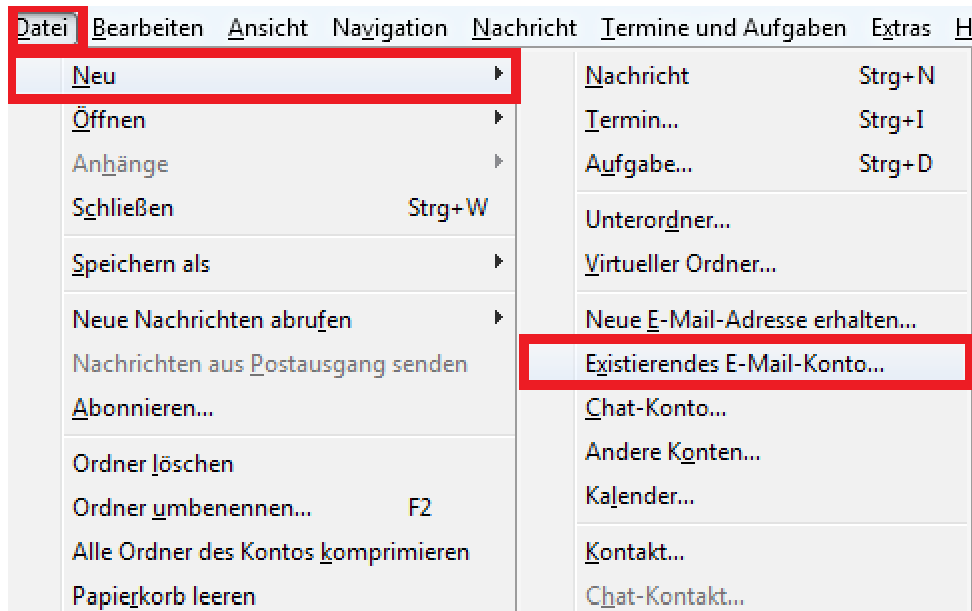 Datei Bearbeiten Ansicht Navigation Nachricht Termine und Aufgaben Extras H
Neu
Öffnen
Anhänge
Schließen Strg+W
Speichern als
Neue Nachrichten abrufen
Nachrichten aus Postausgang senden
Abonnieren...
Ordner löschen
Ordner umbenennen... F2
Alle Ordner des Kontos komprimieren
Papierkorb leeren
Nachricht Strg+N
Termin... Strg+I
Aufgabe... Strg+D
Unterordner...
Virtueller Ordner...
Neue E-Mail-Adresse erhalten...
Existierendes E-Mail-Konto...
Chat-Konto...
Andere Konten...
Kalender...
Kontakt...
Chat-Kontakt...